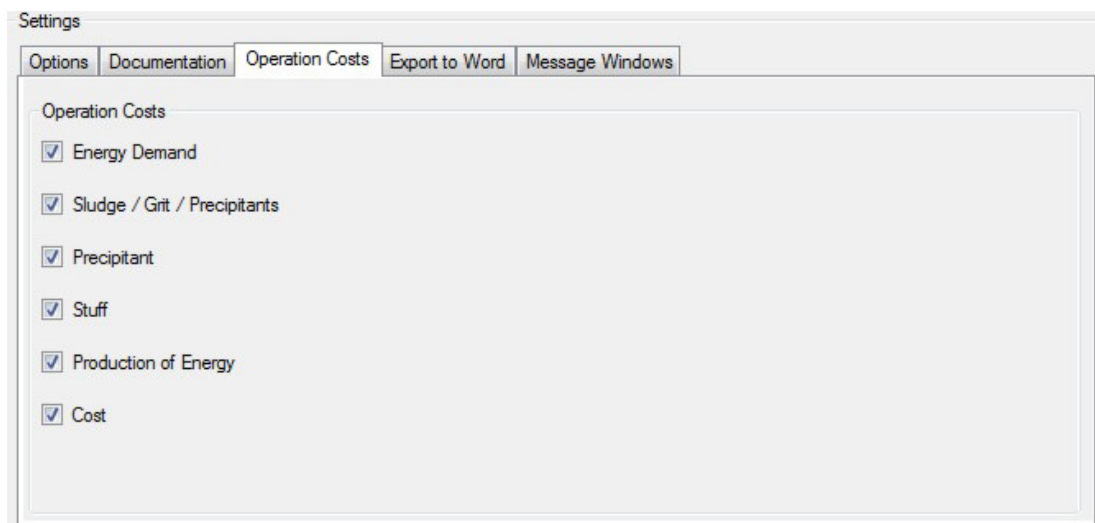 Settings
Options Documentation Operation Costs Export to Word Message Windows
Operation Costs
Energy Demand
Sludge / Grit / Precipitants
Precipitant
Stuff
Production of Energy
Cost